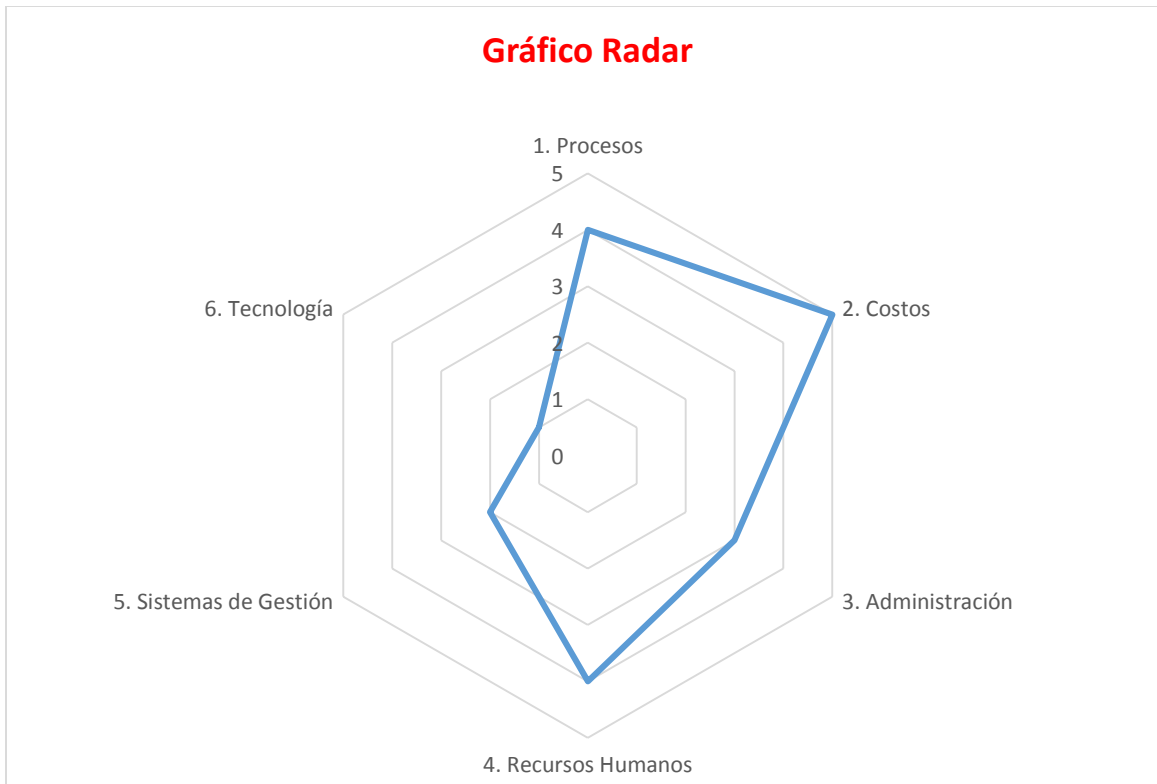 Gráfico Radar
1. Procesos
5
4
3
2
1
0
2. Costos
3. Administración
4. Recursos Humanos
5. Sistemas de Gestión
6. Tecnología